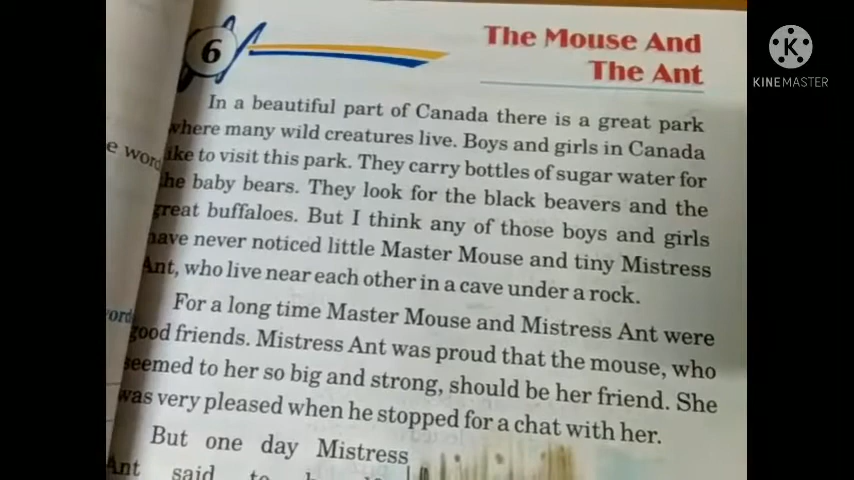 6
The Mouse And
The Ant
K
KINEMASTER
In a beautiful part of Canada there is a great park
where many wild creatures live. Boys and girls in Canada
like to visit this park. They carry bottles of sugar water for
the baby bears. They look for the black beavers and the
great buffaloes. But I think any of those boys and girls
have never noticed little Master Mouse and tiny Mistress
Ant, who live near each other in a cave under a rock.
For a long time Master Mouse and Mistress Ant were
good friends. Mistress Ant was proud that the mouse, who
seemed to her so big and strong, should be her friend. She
was very pleased when he stopped for a chat with her.
But one day Mistress
Ant said to
e word
word